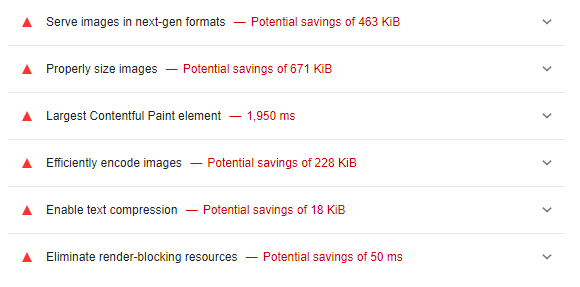 Serve images in next-gen formats — Potential savings of 463 KiB
Properly size images — Potential savings of 671 KiB
Largest Contentful Paint element — 1,950 ms
Efficiently encode images — Potential savings of 228 KiB
Enable text compression — Potential savings of 18 KiB
Eliminate render-blocking resources — Potential savings of 50 ms